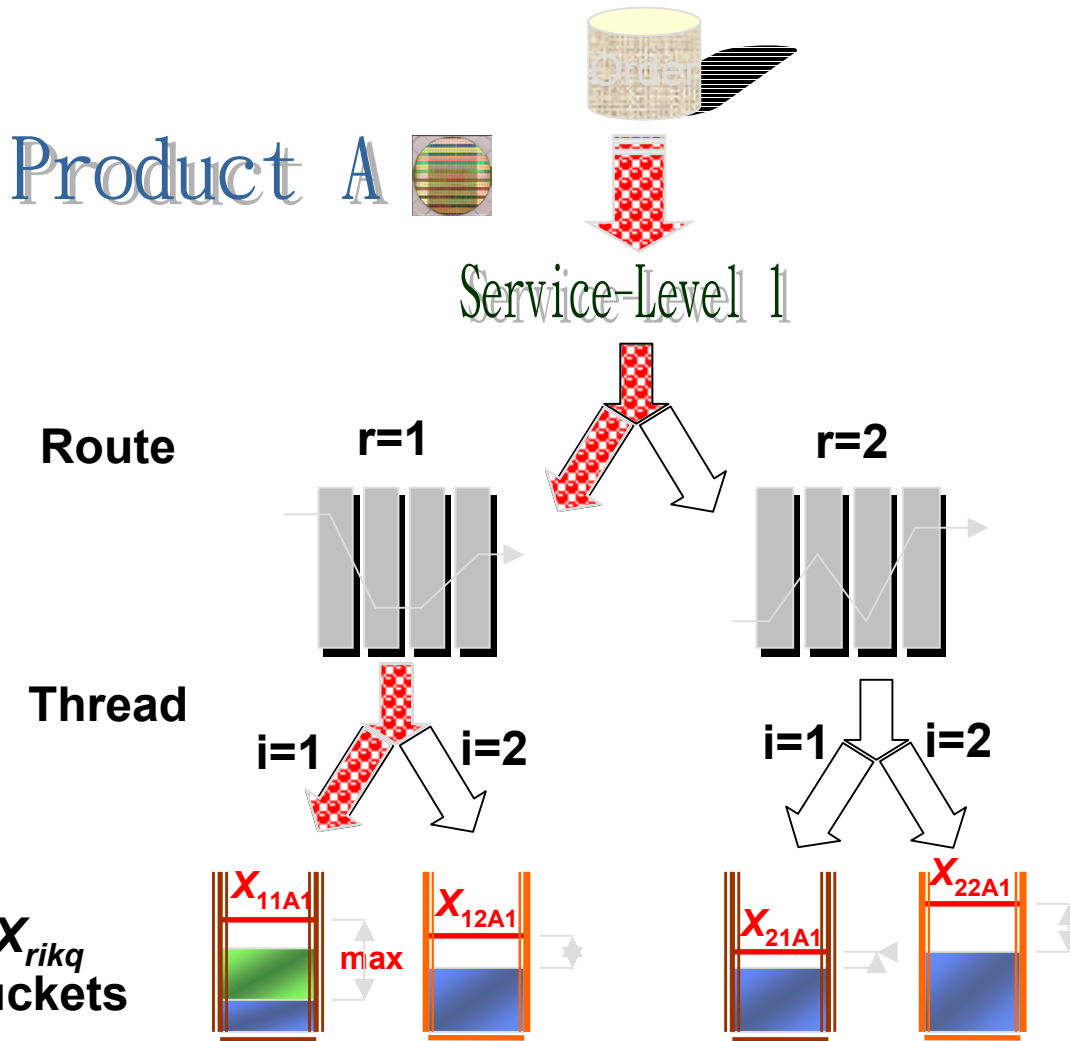 Order
Product A
Service-Level 1
Route
r=1
r=2
Thread
i=1
i=2
i=1
i=2
X11A1
X12A1
X21A1
X22A1
max
Xrikq
uckets